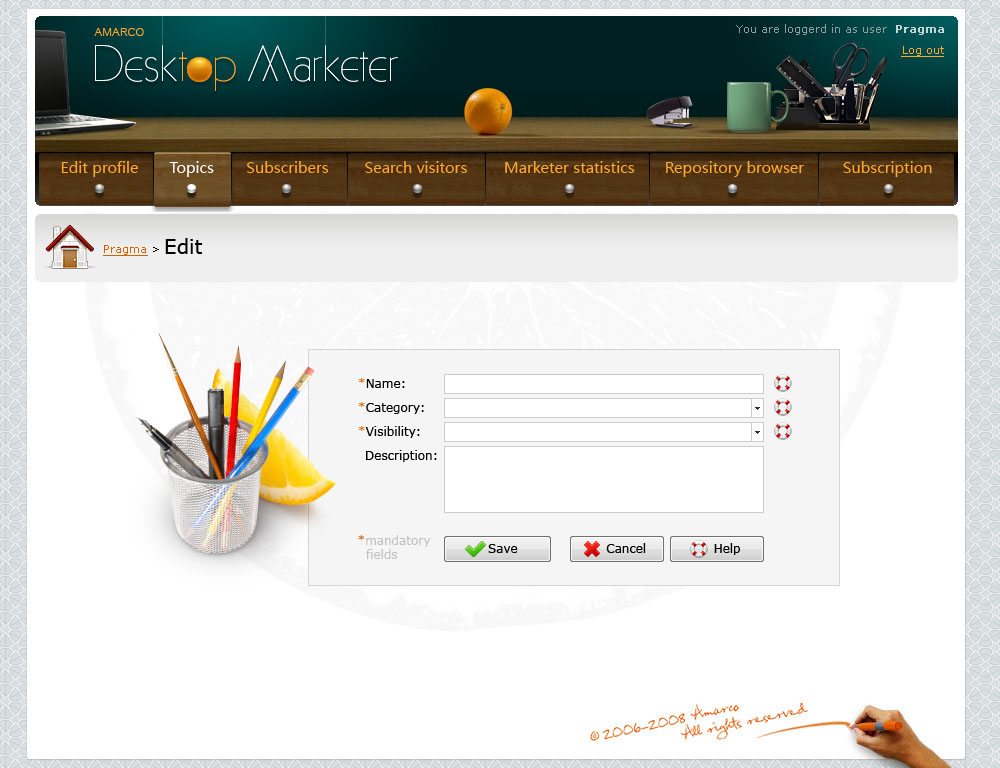 AMARCO
Desktop Marketer
You are loggerd in as user Pragma
Log out
Edit profile Topics Subscribers Search visitors Marketer statistics Repository browser Subscription
Pragma > Edit
*Name:
*Category:
*Visibility:
Description:
*mandatory
fields
Save Cancel Help
© 2006-2008 Amarco
All rights reserved